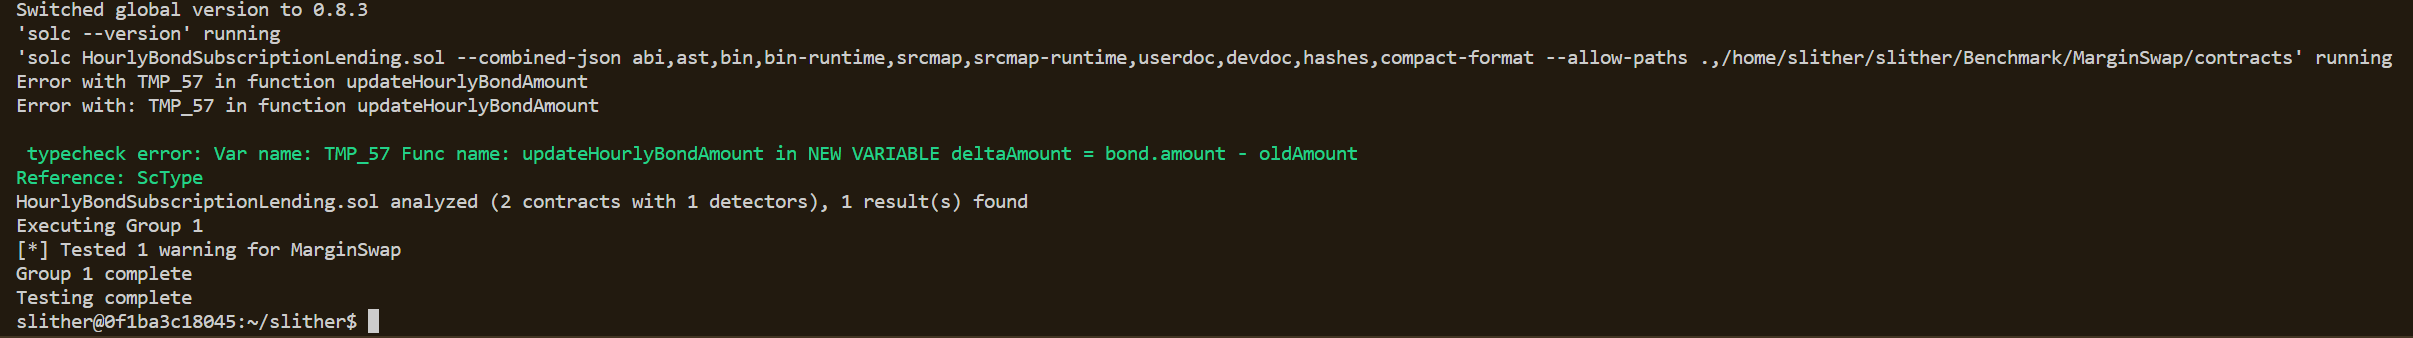 Switched global version to 0.8.3
'solc --version' running
'solc HourlyBondSubscriptionLending.sol --combined-json abi,ast,bin,bin-runtime,srcmap,srcmap-runtime,userdoc,devdoc,hashes,compact-format --allow-paths .,/home/slither/slither/Benchmark/MarginSwap/contracts' running
Error with TMP_57 in function updateHourlyBondAmount
Error with: TMP_57 in function updateHourlyBondAmount
typecheck error: Var name: TMP_57 Func name: updateHourlyBondAmount in NEW VARIABLE deltaAmount = bond.amount - oldAmount
Reference: ScType
HourlyBondSubscriptionLending.sol analyzed (2 contracts with 1 detectors), 1 result(s) found
Executing Group 1
[*] Tested 1 warning for MarginSwap
Group 1 complete
Testing complete
slither@0f1ba3c18045:~/slither$